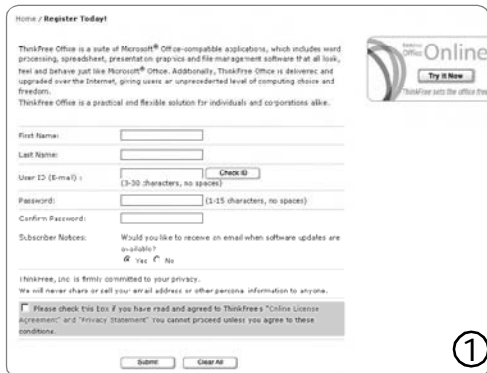 Home / Register Today!
ThinkFree Office is a suite of Microsoft® Office-compatible applications, which includes word
processing, spreadsheet, presentation graphics and file management software that all look,
feel and behave just like Microsoft® Office. Additionally, ThinkFree Office is delivered and
upgraded over the Internet, giving users an unprecedented level of computing choice and
freedom.
ThinkFree Office is a practical and flexible solution for individuals and corporations alike.
Office Online
Try It Now
ThinkFree sets the office free
First Name:
Last Name:
User ID (E-mail) :
Check ID
(3-30 characters, no spaces)
Password:
(1-15 characters, no spaces)
Confirm Password:
Subscriber Notices:
Would you like to receive an email when software updates are
available?
Yes No
ThinkFree, Inc is firmly committed to your privacy.
We will never share or sell your email address or other personal information to anyone.
Please check this box if you have read and agreed to ThinkFree's "Online License
Agreement" and "Privacy Statement". You cannot proceed unless you agree to these
conditions.
Submit
Clear All
①